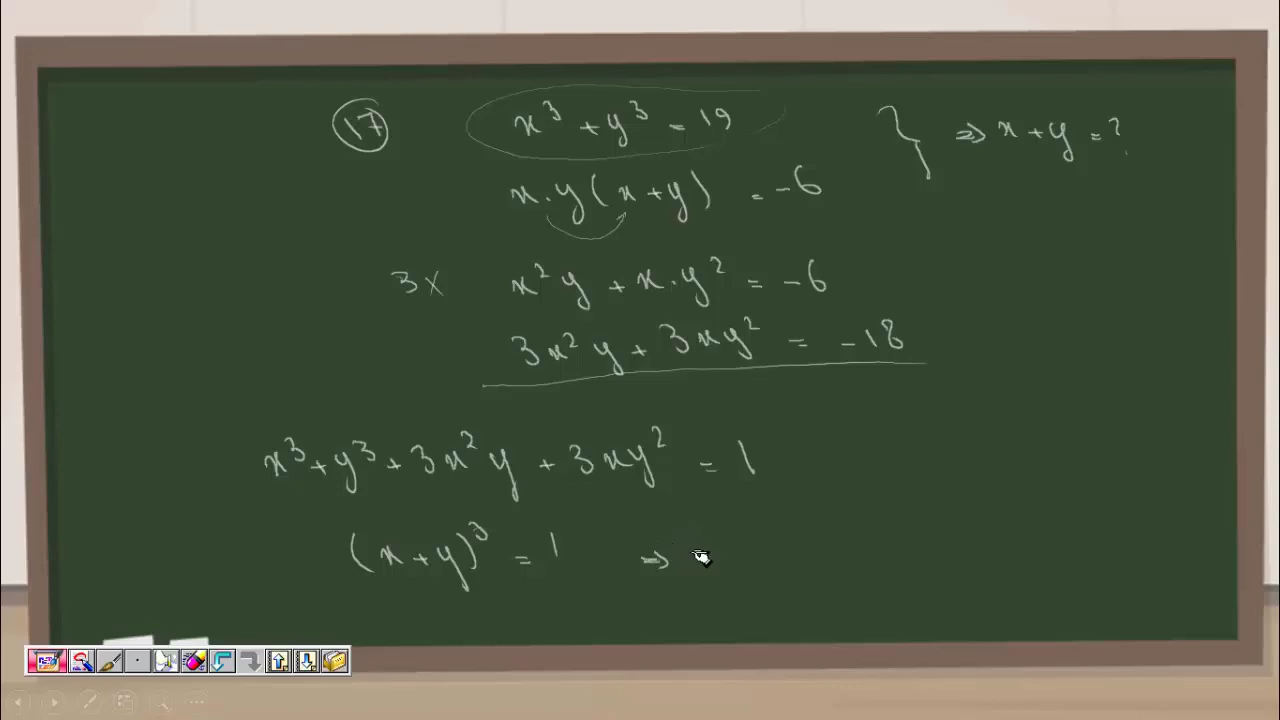 17
x³ + y³ = 19
} ⇒ x + y = ?
x.y(x + y) = -6
3x x²y + x.y² = -6
3x²y + 3xy² = -18
x³ + y³ + 3x²y + 3xy² = 1
(x + y)³ = 1 ⇒